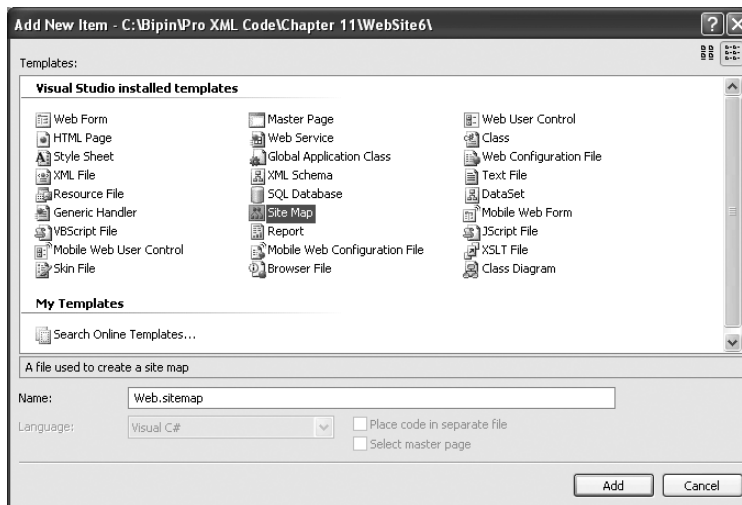 Add New Item - C:\Bipin\Pro XML Code\Chapter 11\WebSite6\
Templates:
Visual Studio installed templates
Web Form
Master Page
Web User Control
HTML Page
Web Service
Class
Style Sheet
Global Application Class
Web Configuration File
XML File
XML Schema
Text File
Resource File
SQL Database
DataSet
Generic Handler
Site Map
Mobile Web Form
VBScript File
Report
JScript File
Mobile Web User Control
Mobile Web Configuration File
XSLT File
Skin File
Browser File
Class Diagram
My Templates
Search Online Templates...
A file used to create a site map
Name:
Web.sitemap
Language:
Visual C#
Place code in separate file
Select master page
Add
Cancel